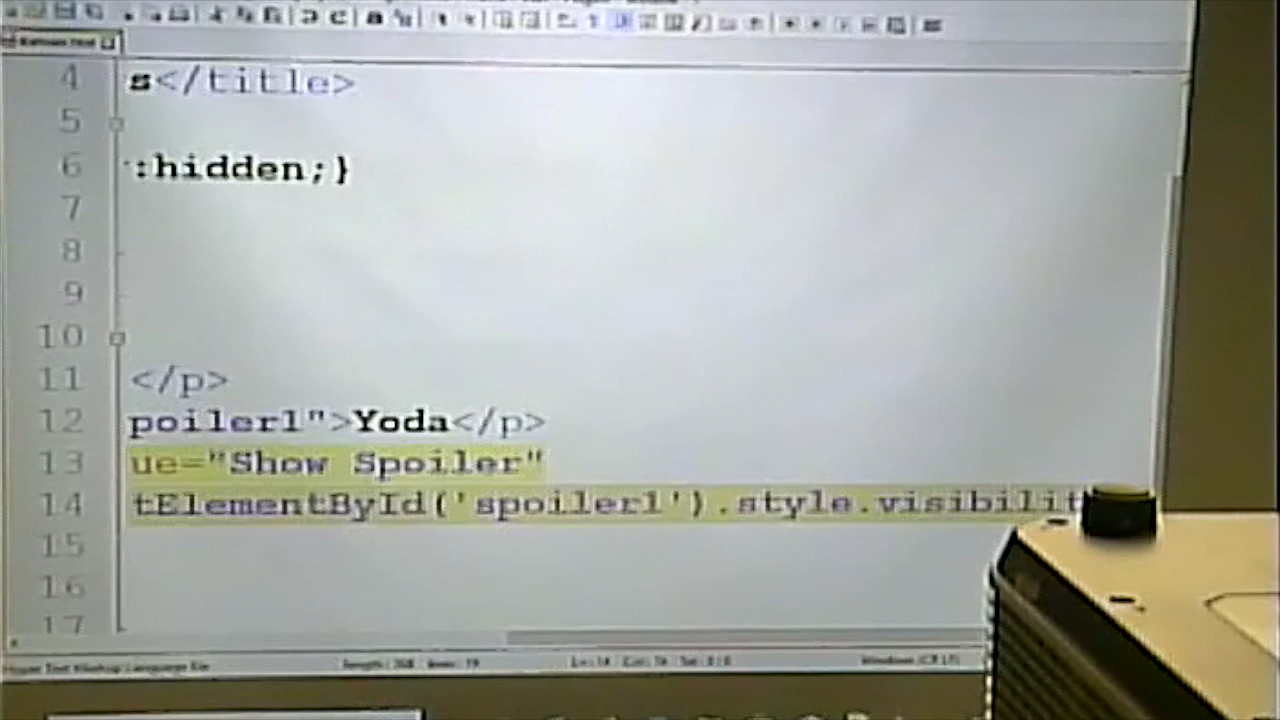 4 s</title>
5
6 :hidden;}
7
8
9
10
11 </p>
12 poiler1">Yoda</p>
13 ue="Show Spoiler"
14 tElementById('spoiler1').style.visibilit
15
16
17